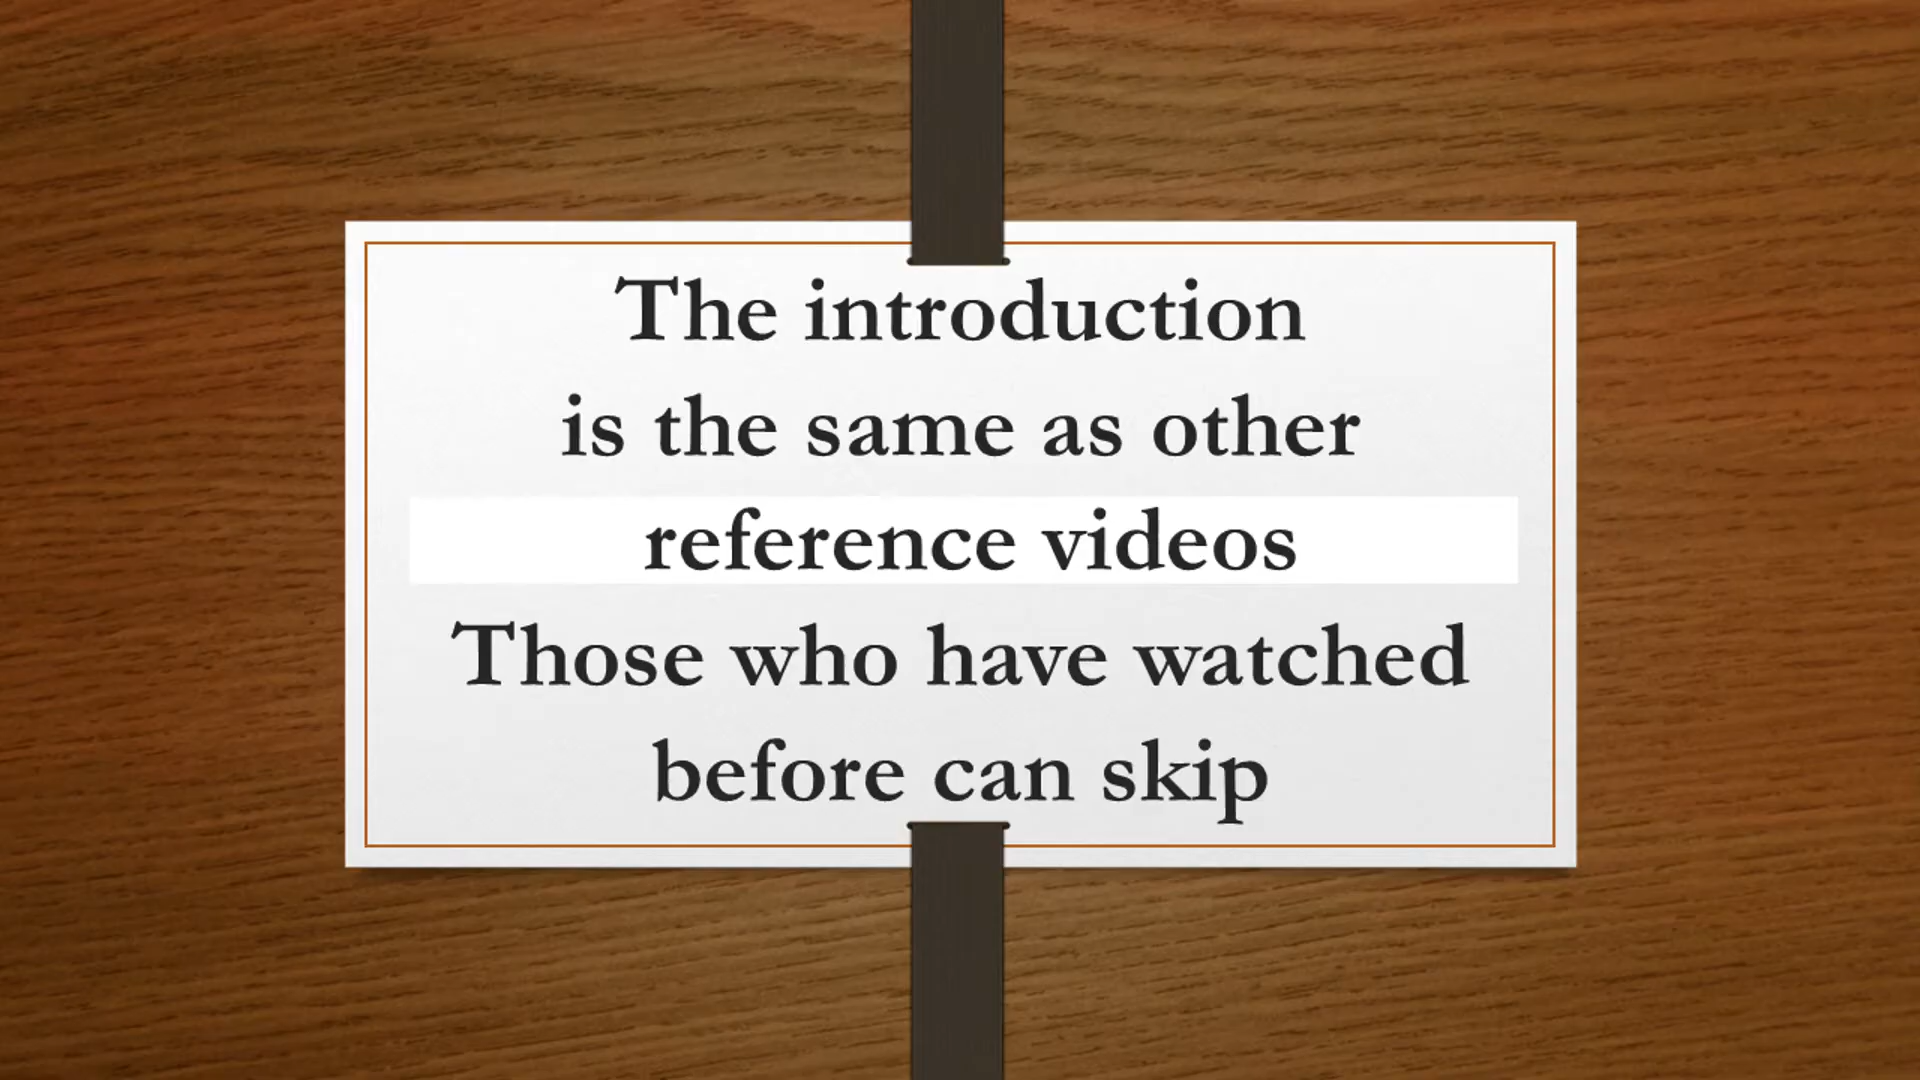 The introduction
is the same as other
reference videos
Those who have watched
before can skip